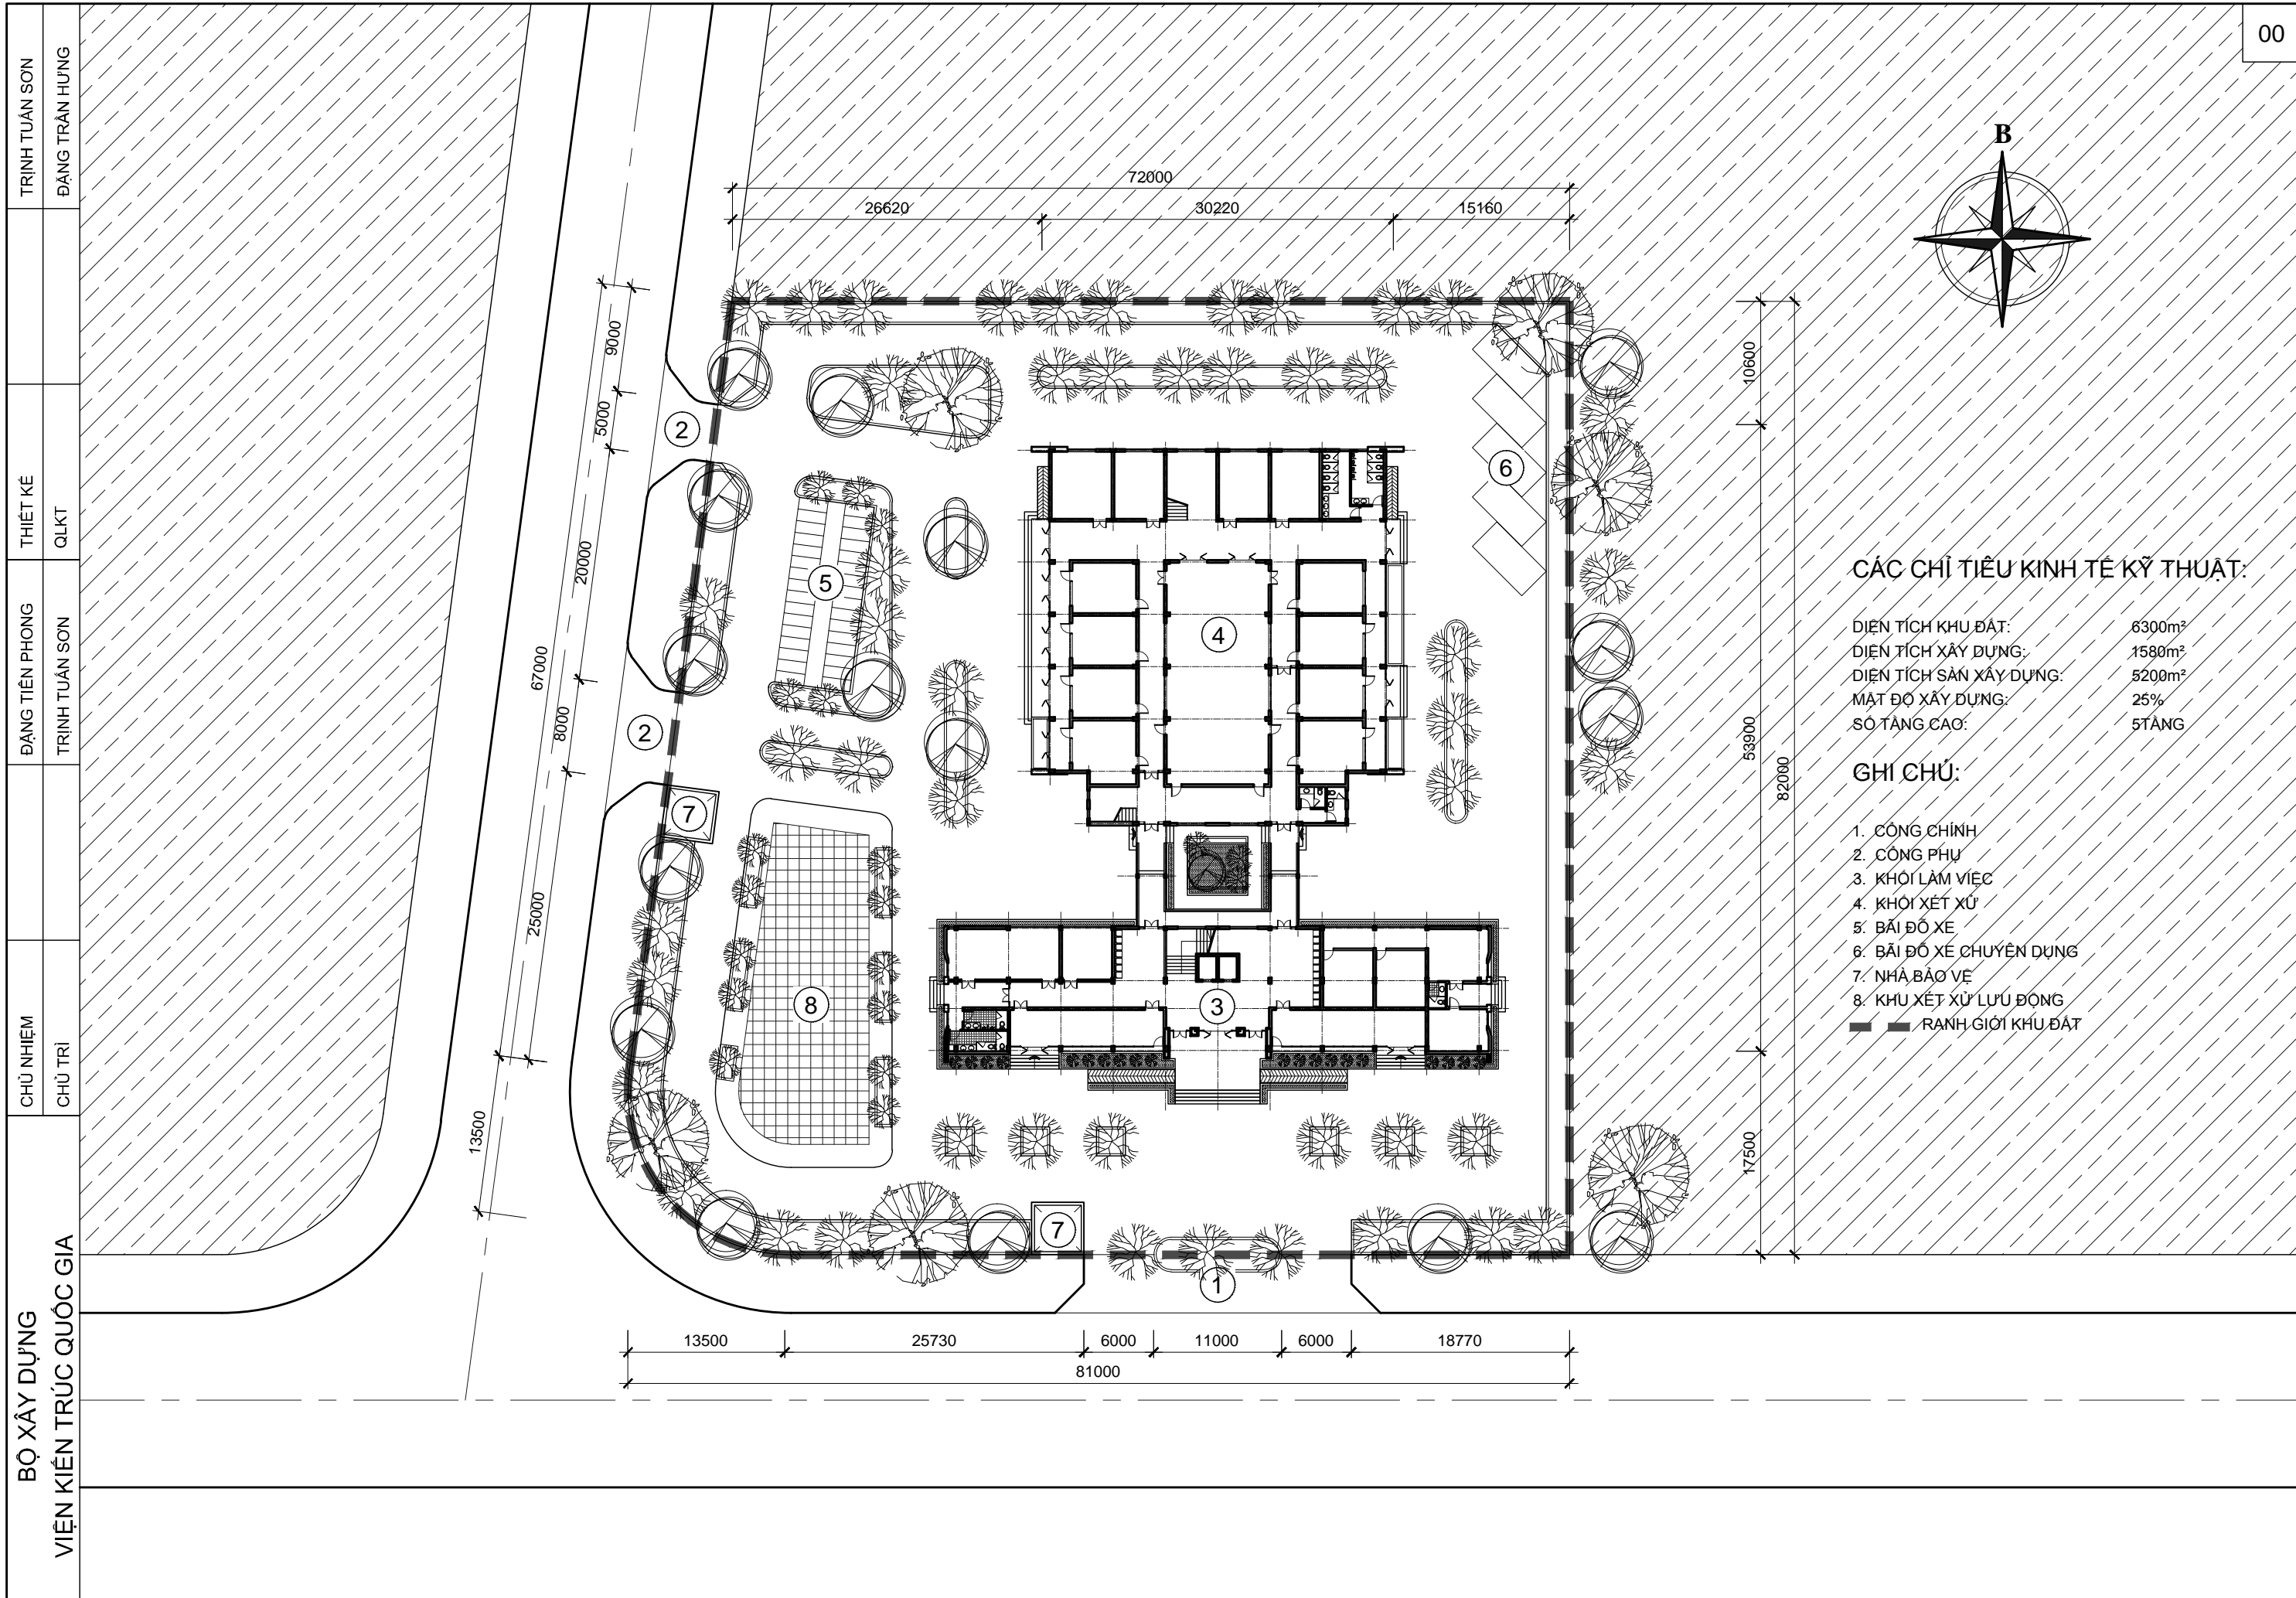 00
B
72000
26620
30220
15160
9000
5000
20000
67000
8000
25000
13500
10600
53900
82000
17500
2
2
5
6
4
7
8
3
7
1
13500
25730
6000
11000
6000
18770
81000
CÁC CHỈ TIÊU KINH TẾ KỸ THUẬT:
DIỆN TÍCH KHU ĐẤT: 6300m²
DIỆN TÍCH XÂY DỰNG: 1580m²
DIỆN TÍCH SÀN XÂY DỰNG: 5200m²
MẬT ĐỘ XÂY DỰNG: 25%
SỐ TẦNG CAO: 5TẦNG
GHI CHÚ:
1. CỔNG CHÍNH
2. CỔNG PHỤ
3. KHỐI LÀM VIỆC
4. KHỐI XÉT XỬ
5. BÃI ĐỖ XE
6. BÃI ĐỖ XE CHUYÊN DỤNG
7. NHÀ BẢO VỆ
8. KHU XÉT XỬ LƯU ĐỘNG
RANH GIỚI KHU ĐẤT
BỘ XÂY DỰNG
VIỆN KIẾN TRÚC QUỐC GIA
CHỦ NHIỆM
CHỦ TRÌ
ĐẶNG TIẾN PHONG
TRỊNH TUẤN SƠN
THIẾT KẾ
QLKT
TRỊNH TUẤN SƠN
ĐẶNG TRẦN HƯNG